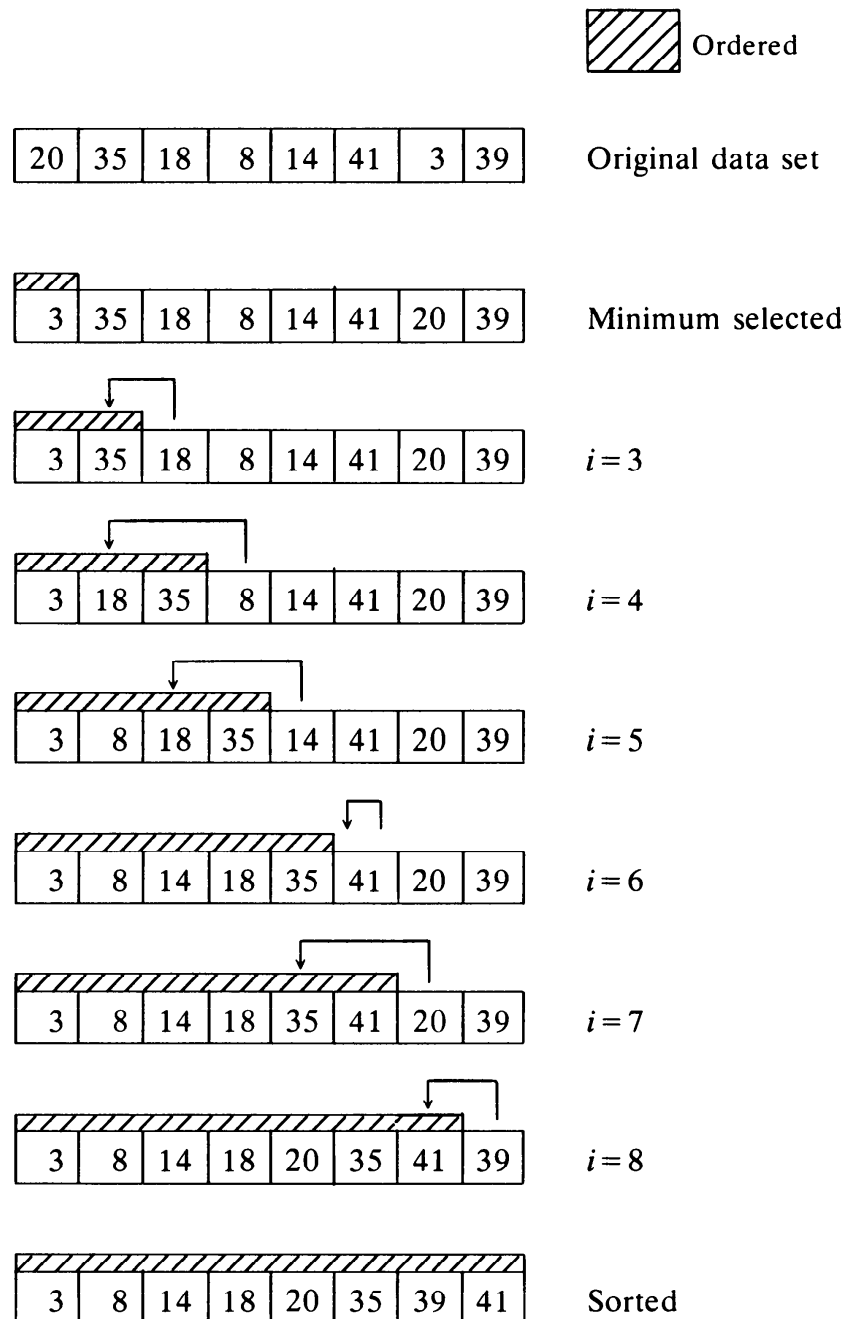 Ordered
20 35 18 8 14 41 3 39 Original data set
3 35 18 8 14 41 20 39 Minimum selected
3 35 18 8 14 41 20 39 i=3
3 18 35 8 14 41 20 39 i=4
3 8 18 35 14 41 20 39 i=5
3 8 14 18 35 41 20 39 i=6
3 8 14 18 35 41 20 39 i=7
3 8 14 18 20 35 41 39 i=8
3 8 14 18 20 35 39 41 Sorted